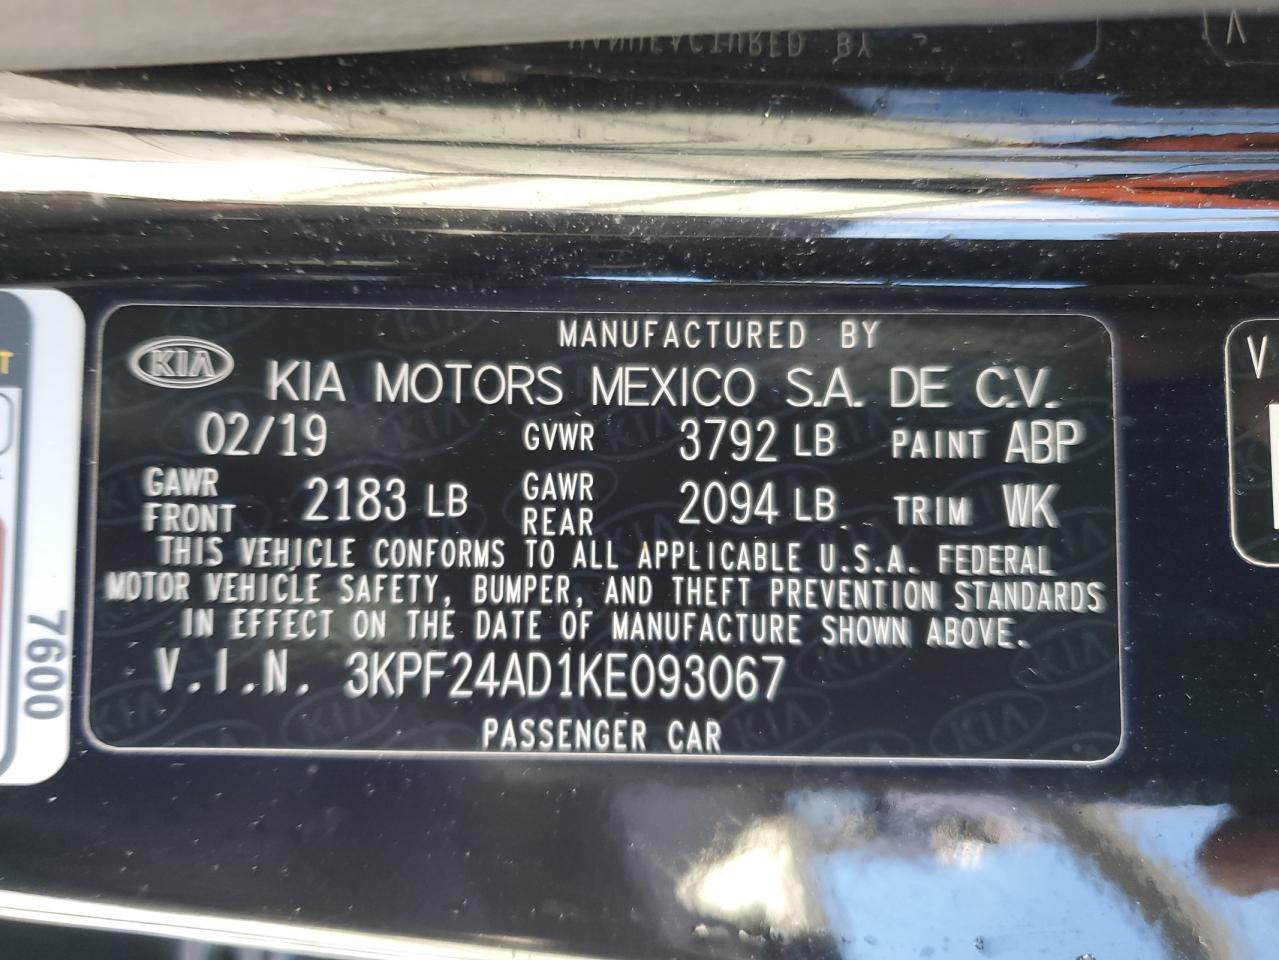 MANUFACTURED BY
KIA KIA MOTORS MEXICO S.A. DE C.V.
02/19 GVWR 3792 LB PAINT ABP
GAWR FRONT 2183 LB GAWR REAR 2094 LB TRIM WK
THIS VEHICLE CONFORMS TO ALL APPLICABLE U.S.A. FEDERAL
MOTOR VEHICLE SAFETY, BUMPER, AND THEFT PREVENTION STANDARDS
IN EFFECT ON THE DATE OF MANUFACTURE SHOWN ABOVE.
V.I.N. 3KPF24AD1KE093067
PASSENGER CAR
7600